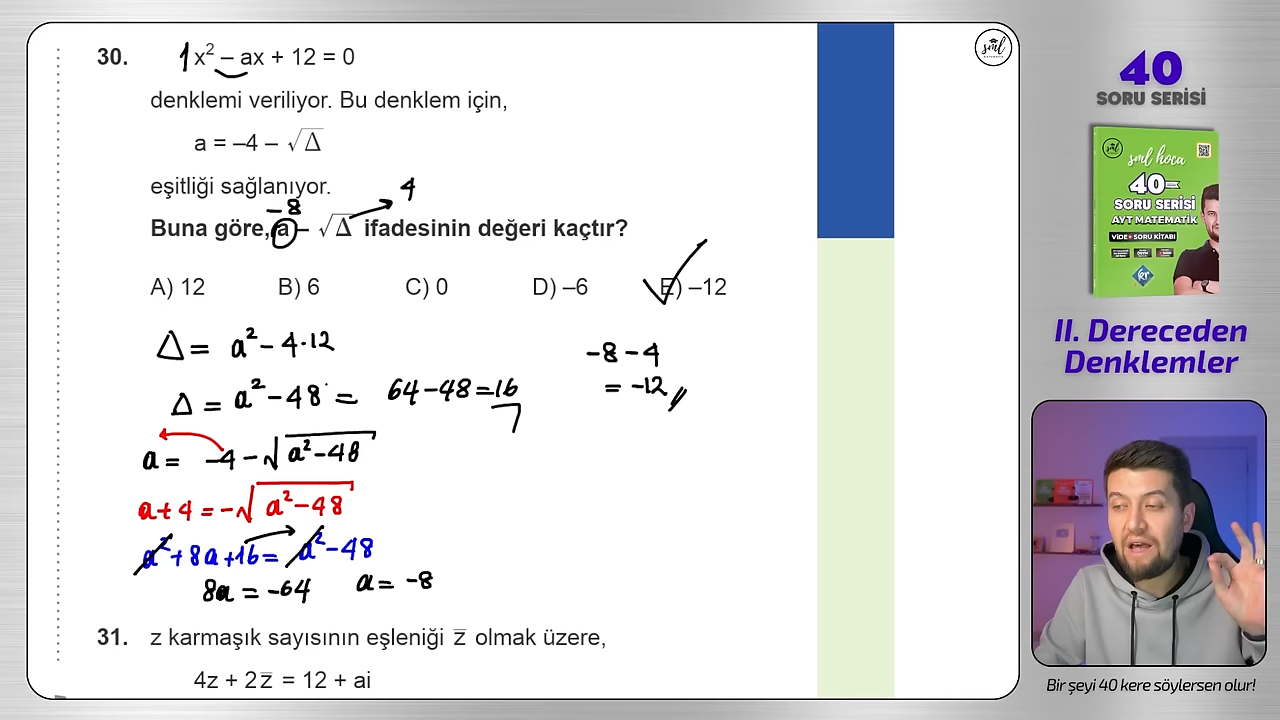 30. 1x² – ax + 12 = 0
denklemi veriliyor. Bu denklem için,
a = –4 – √Δ
eşitliği sağlanıyor.
-8 4
Buna göre, a – √Δ ifadesinin değeri kaçtır?
A) 12 B) 6 C) 0 D) –6 E) –12
Δ = a² - 4·12
Δ = a² - 48 = 64-48=16
-8 - 4
= -12
a = -4 - √a²-48
a+4 = -√a²-48
a²+8a+16= a²-48
8a = -64 a = -8
31. z karmaşık sayısının eşleniği z̅ olmak üzere,
4z + 2z̅ = 12 + ai
sml
40
SORU SERİSİ
sml hoca
40
SORU SERİSİ
AYT MATEMATİK
VİDEO SORU KİTABI
II. Dereceden
Denklemler
Bir şeyi 40 kere söylersen olur!